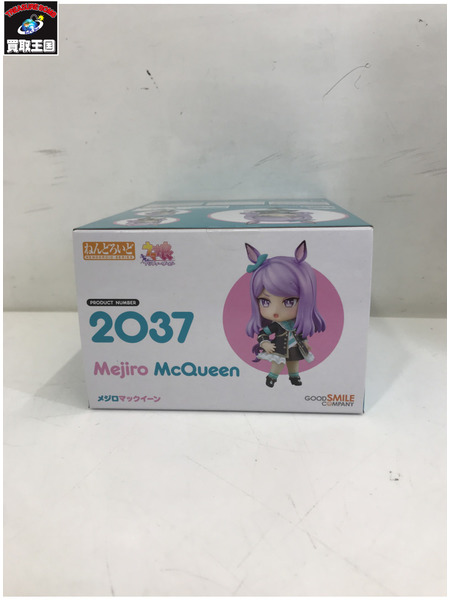 買取王国
ねんどろいど
PRODUCT NUMBER
2037
Mejiro McQueen
メジロマックイーン
GOOD SMILE
COMPANY